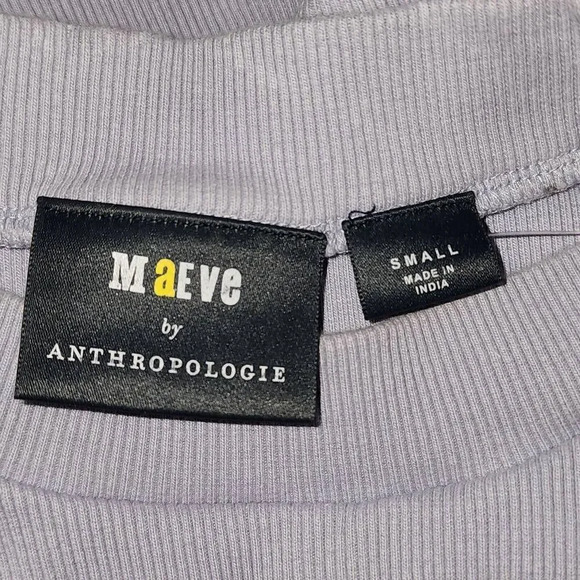 MaEVe
by
ANTHROPOLOGIE
SMALL
MADE IN
INDIA